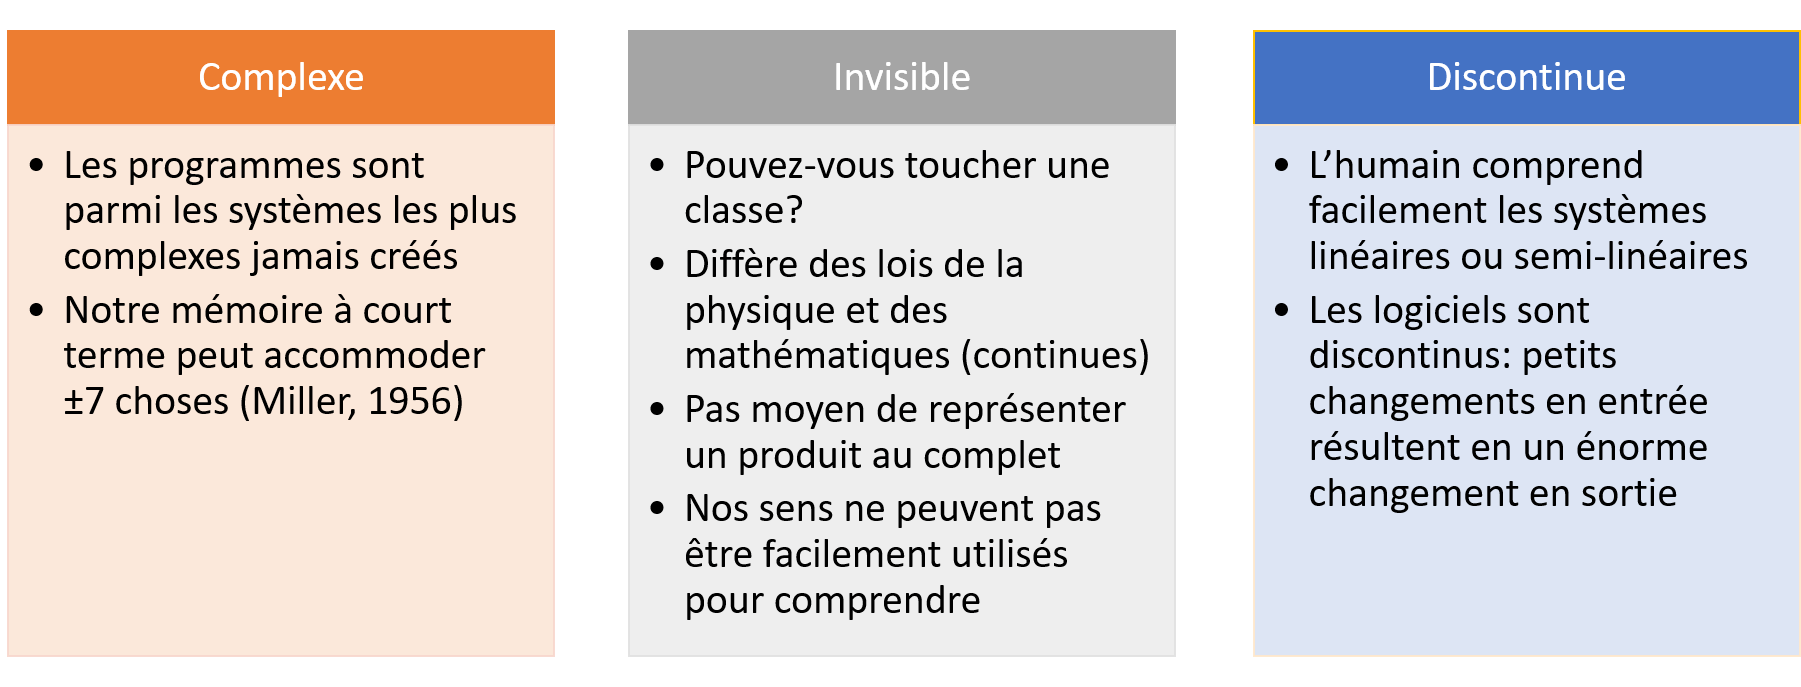 Complexe
• Les programmes sont
parmi les systèmes les plus
complexes jamais créés
• Notre mémoire à court
terme peut accommoder
±7 choses (Miller, 1956)
Invisible
• Pouvez-vous toucher une
classe?
• Diffère des lois de la
physique et des
mathématiques (continues)
• Pas moyen de représenter
un produit au complet
• Nos sens ne peuvent pas
être facilement utilisés
pour comprendre
Discontinue
• L’humain comprend
facilement les systèmes
linéaires ou semi-linéaires
• Les logiciels sont
discontinus: petits
changements en entrée
résultent en un énorme
changement en sortie